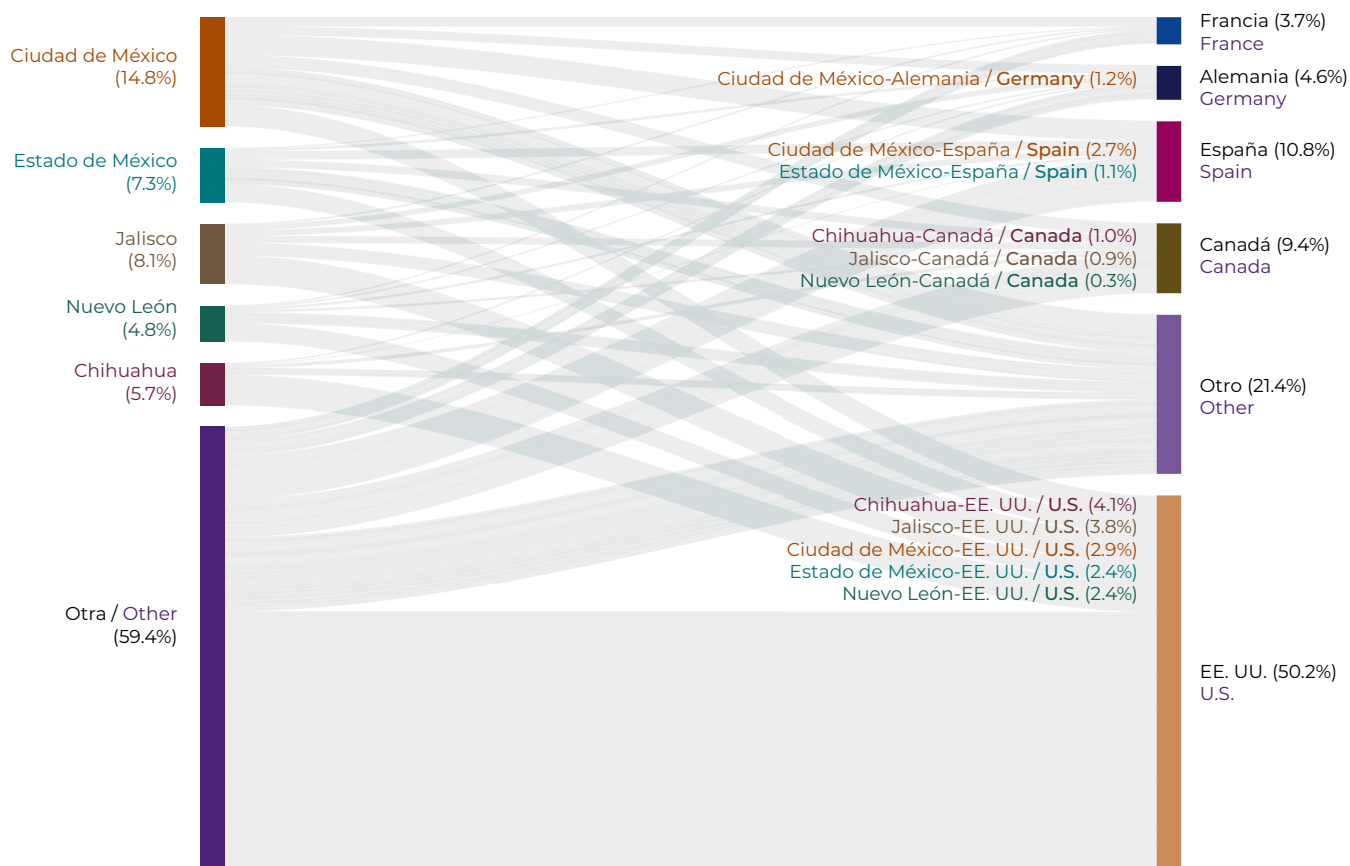 Ciudad de México
(14.8%)
Estado de México
(7.3%)
Jalisco
(8.1%)
Nuevo León
(4.8%)
Chihuahua
(5.7%)
Otra / Other
(59.4%)
Ciudad de México-Alemania / Germany (1.2%)
Ciudad de México-España / Spain (2.7%)
Estado de México-España / Spain (1.1%)
Chihuahua-Canadá / Canada (1.0%)
Jalisco-Canadá / Canada (0.9%)
Nuevo León-Canadá / Canada (0.3%)
Chihuahua-EE. UU. / U.S. (4.1%)
Jalisco-EE. UU. / U.S. (3.8%)
Ciudad de México-EE. UU. / U.S. (2.9%)
Estado de México-EE. UU. / U.S. (2.4%)
Nuevo León-EE. UU. / U.S. (2.4%)
Francia (3.7%)
France
Alemania (4.6%)
Germany
España (10.8%)
Spain
Canadá (9.4%)
Canada
Otro (21.4%)
Other
EE. UU. (50.2%)
U.S.